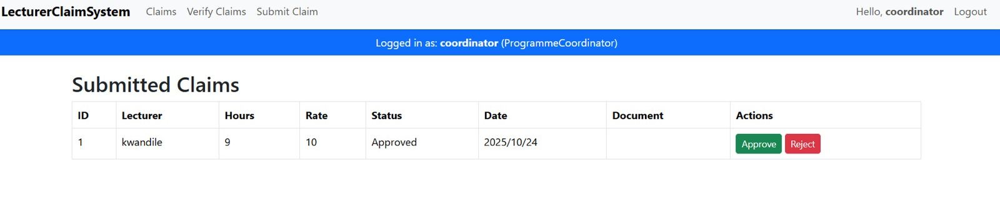 LecturerClaimSystem Claims Verify Claims Submit Claim Hello, coordinator Logout
Logged in as: coordinator (ProgrammeCoordinator)
Submitted Claims
ID Lecturer Hours Rate Status Date Document Actions
1 kwandile 9 10 Approved 2025/10/24 Approve Reject